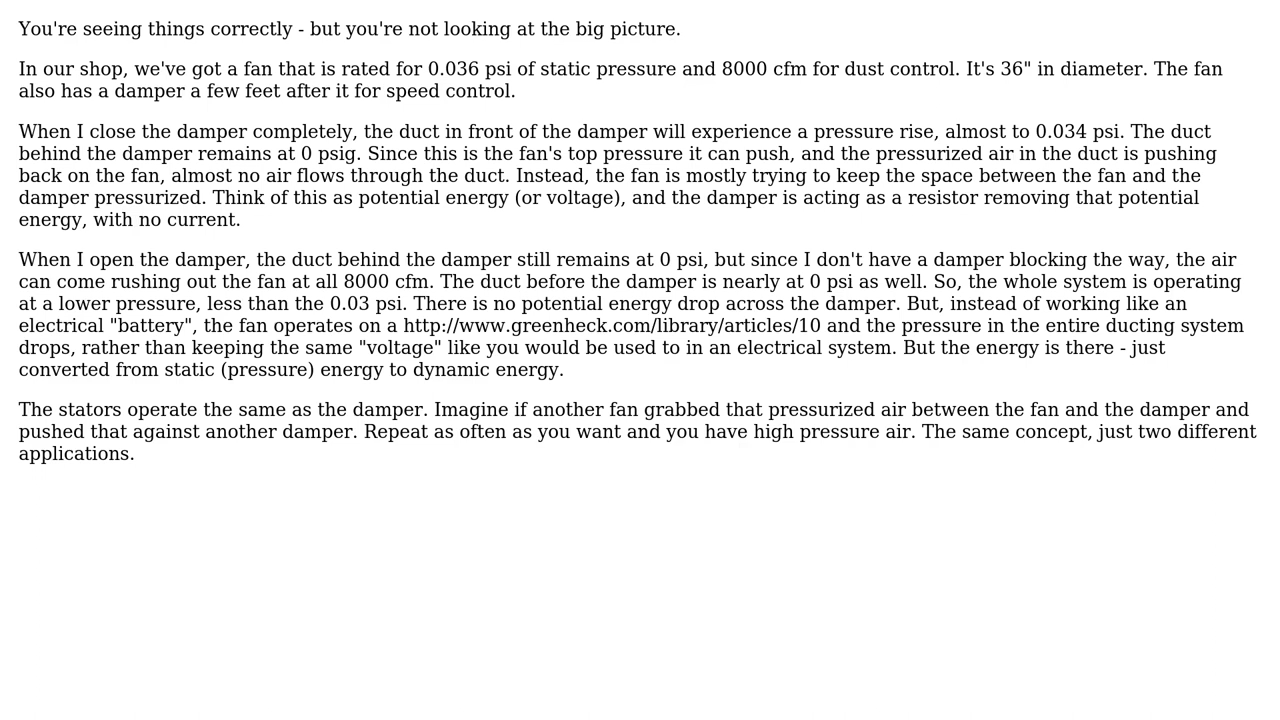 You're seeing things correctly - but you're not looking at the big picture.
In our shop, we've got a fan that is rated for 0.036 psi of static pressure and 8000 cfm for dust control. It's 36" in diameter. The fan
also has a damper a few feet after it for speed control.
When I close the damper completely, the duct in front of the damper will experience a pressure rise, almost to 0.034 psi. The duct
behind the damper remains at 0 psig. Since this is the fan's top pressure it can push, and the pressurized air in the duct is pushing
back on the fan, almost no air flows through the duct. Instead, the fan is mostly trying to keep the space between the fan and the
damper pressurized. Think of this as potential energy (or voltage), and the damper is acting as a resistor removing that potential
energy, with no current.
When I open the damper, the duct behind the damper still remains at 0 psi, but since I don't have a damper blocking the way, the air
can come rushing out the fan at all 8000 cfm. The duct before the damper is nearly at 0 psi as well. So, the whole system is operating
at a lower pressure, less than the 0.03 psi. There is no potential energy drop across the damper. But, instead of working like an
electrical "battery", the fan operates on a http://www.greenheck.com/library/articles/10 and the pressure in the entire ducting system
drops, rather than keeping the same "voltage" like you would be used to in an electrical system. But the energy is there - just
converted from static (pressure) energy to dynamic energy.
The stators operate the same as the damper. Imagine if another fan grabbed that pressurized air between the fan and the damper and
pushed that against another damper. Repeat as often as you want and you have high pressure air. The same concept, just two different
applications.